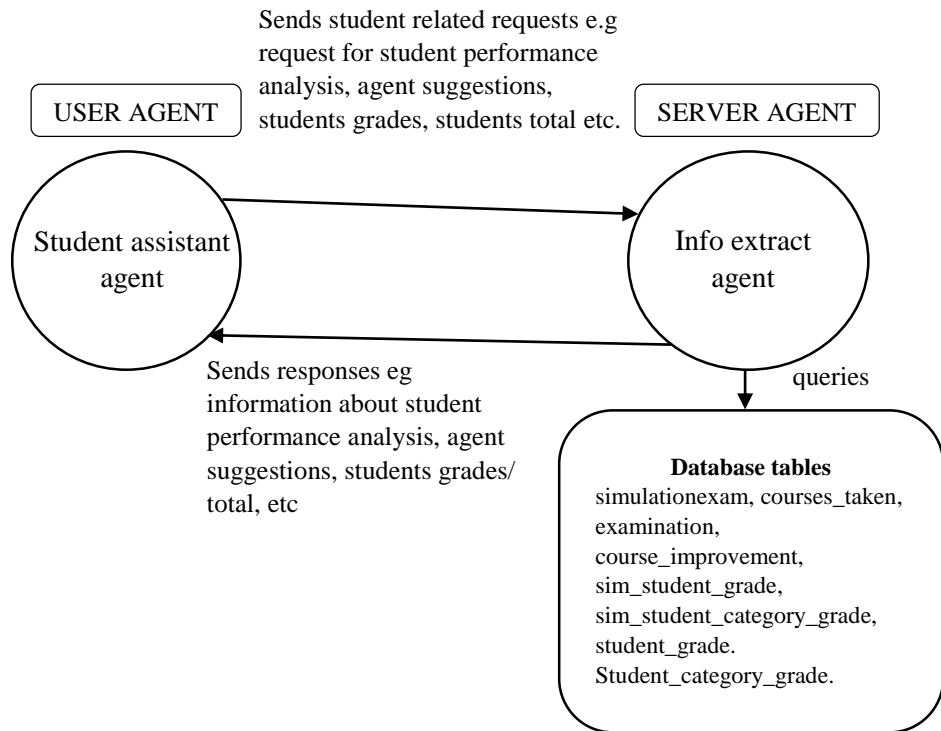 Sends student related requests e.g
request for student performance
analysis, agent suggestions,
students grades, students total etc.
USER AGENT
SERVER AGENT
Student assistant
agent
Info extract
agent
Sends responses eg
information about student
performance analysis, agent
suggestions, students grades/
total, etc
queries
Database tables
simulationexam, courses_taken,
examination,
course_improvement,
sim_student_grade,
sim_student_category_grade,
student_grade.
Student_category_grade.